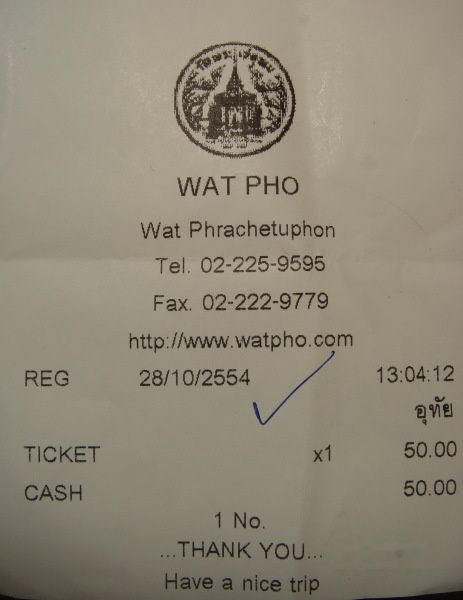 WAT PHO
Wat Phrachetuphon
Tel. 02-225-9595
Fax. 02-222-9779
http://www.watpho.com
REG 28/10/2554 13:04:12
อุทัย
TICKET x1 50.00
CASH 50.00
1 No.
...THANK YOU...
Have a nice trip